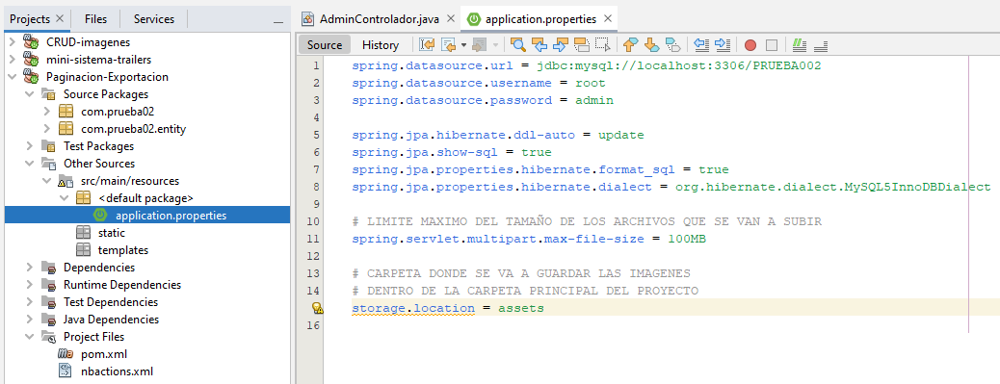 Projects
Files
Services
CRUD-imagenes
mini-sistema-trailers
Paginacion-Exportacion
Source Packages
com.prueba02
com.prueba02.entity
Test Packages
Other Sources
src/main/resources
<default package>
application.properties
static
templates
Dependencies
Runtime Dependencies
Test Dependencies
Java Dependencies
Project Files
pom.xml
nbactions.xml
AdminControlador.java
application.properties
Source
History
1 spring.datasource.url = jdbc:mysql://localhost:3306/PRUEBA002
2 spring.datasource.username = root
3 spring.datasource.password = admin
4
5 spring.jpa.hibernate.ddl-auto = update
6 spring.jpa.show-sql = true
7 spring.jpa.properties.hibernate.format_sql = true
8 spring.jpa.properties.hibernate.dialect = org.hibernate.dialect.MySQL5InnoDBDialect
9
10 # LIMITE MAXIMO DEL TAMAÑO DE LOS ARCHIVOS QUE SE VAN A SUBIR
11 spring.servlet.multipart.max-file-size = 100MB
12
13 # CARPETA DONDE SE VA A GUARDAR LAS IMAGENES
14 # DENTRO DE LA CARPETA PRINCIPAL DEL PROYECTO
storage.location = assets
16